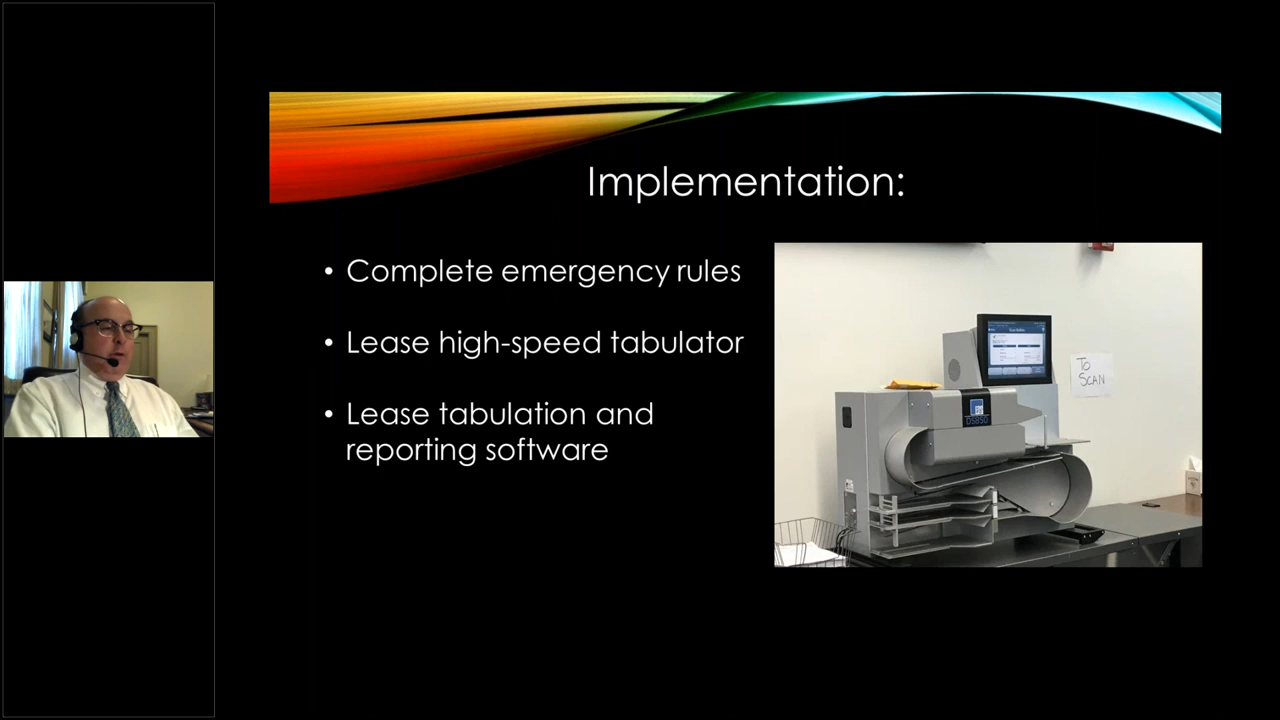 Implementation:
• Complete emergency rules
• Lease high-speed tabulator
• Lease tabulation and
reporting software
DS850
TO
SCAN